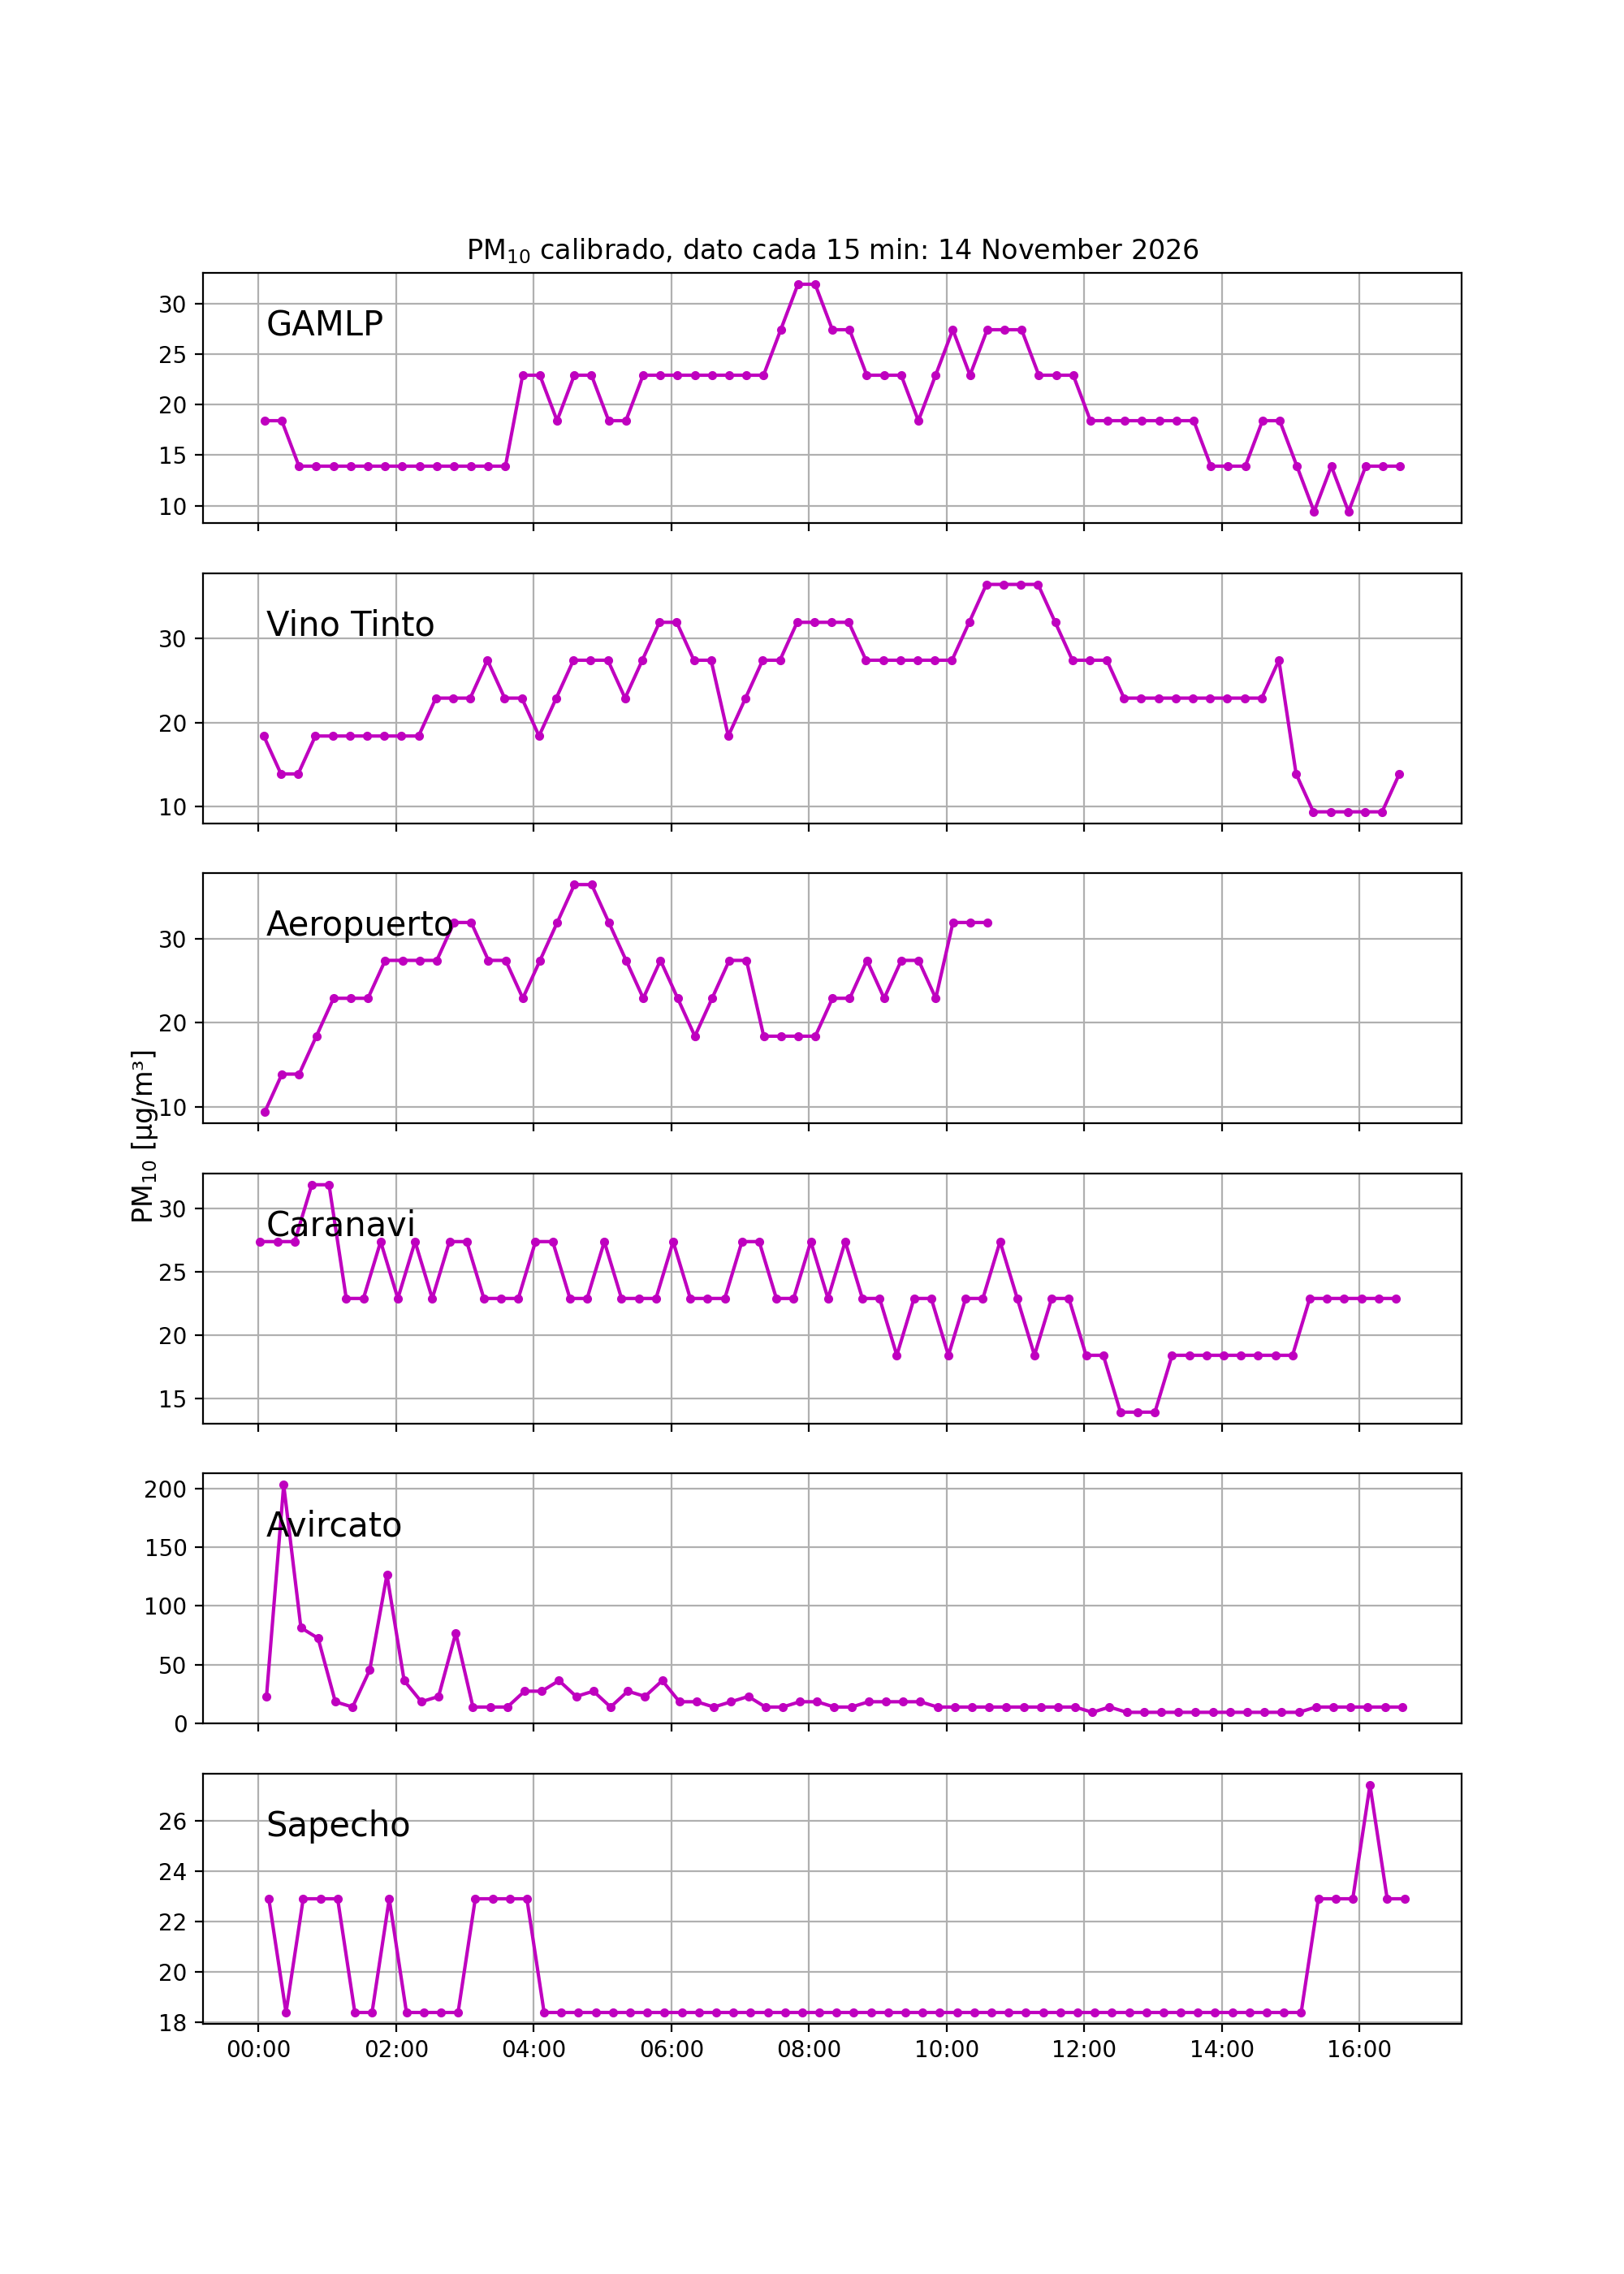 PM₁₀ calibrado, dato cada 15 min: 14 November 2026
30
25
20
15
10
GAMLP
30
20
10
Vino Tinto
30
20
10
Aeropuerto
PM₁₀ [µg/m³]
30
25
20
15
Caranavi
200
150
100
50
0
Avircato
26
24
22
20
18
Sapecho
00:00 02:00 04:00 06:00 08:00 10:00 12:00 14:00 16:00